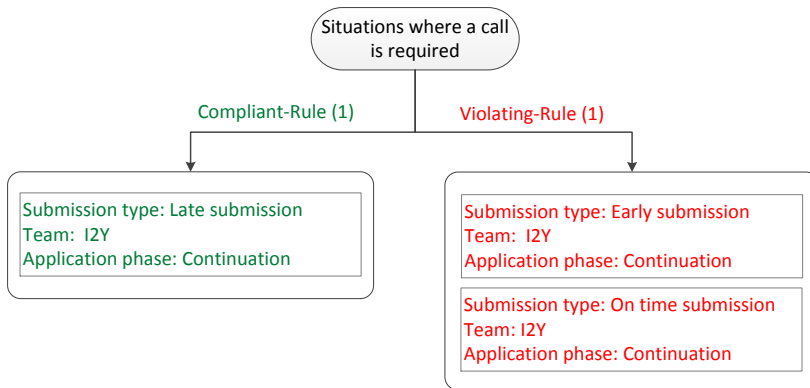 Situations where a call
is required
Compliant-Rule (1)
Violating-Rule (1)
Submission type: Late submission
Team:  I2Y
Application phase: Continuation
Submission type: Early submission
Team:  I2Y
Application phase: Continuation
Submission type: On time submission
Team: I2Y
Application phase: Continuation